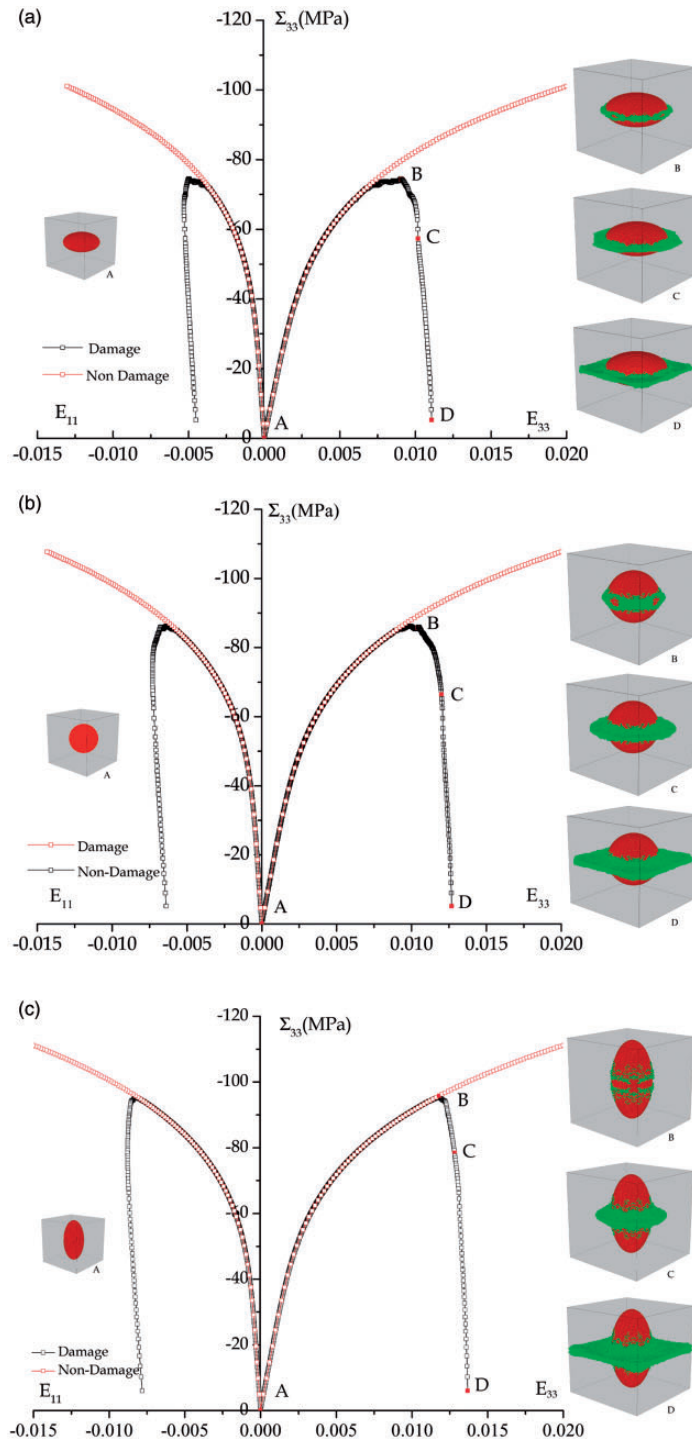 (a)
Σ33(MPa)
-120
-100
-80
-60
-40
-20
0
B
C
D
A
A
Damage
Non Damage
E11
E33
-0.015 -0.010 -0.005 0.000 0.005 0.010 0.015 0.020
B
C
D
(b)
Σ33(MPa)
-120
-100
-80
-60
-40
-20
0
B
C
D
A
A
Damage
Non-Damage
E11
E33
-0.015 -0.010 -0.005 0.000 0.005 0.010 0.015 0.020
B
C
D
(c)
Σ33(MPa)
-120
-100
-80
-60
-40
-20
0
B
C
D
A
A
Damage
Non-Damage
E11
E33
-0.015 -0.010 -0.005 0.000 0.005 0.010 0.015 0.020
B
C
D